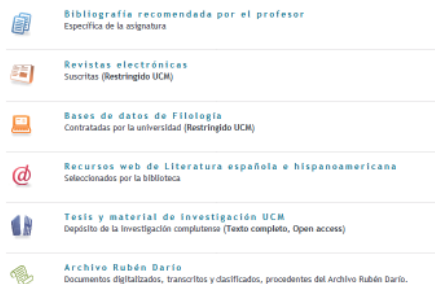 Bibliografía recomendada por el profesor
Específica de la asignatura
Revistas electrónicas
Suscritas (Restringido UCM)
Bases de datos de Filología
Contratadas por la universidad (Restringido UCM)
Recursos web de Literatura española e hispanoamericana
Seleccionados por la biblioteca
Tesis y material de investigación UCM
Depósito de la investigación complutense (Texto completo, Open access)
Archivo Rubén Darío
Documentos digitalizados, transcritos y clasificados, procedentes del Archivo Rubén Darío.